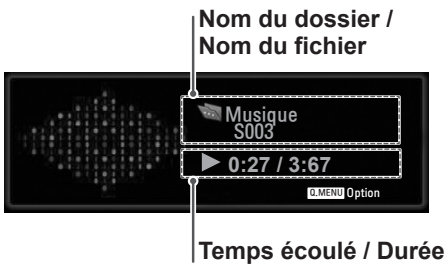 Nom du dossier /
Nom du fichier
Musique
S003
0:27 / 3:67
Q.MENU Option
Temps écoulé / Durée